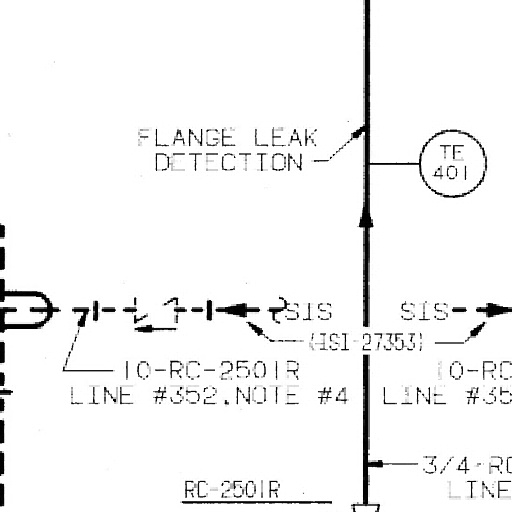 FLANGE LEAK
DETECTION
TE
401
SIS SIS
(ISI-27353)
10-RC-2501R
LINE #352,NOTE #4
10-RC
LINE #35
3/4-RC
LINE
RC-2501R